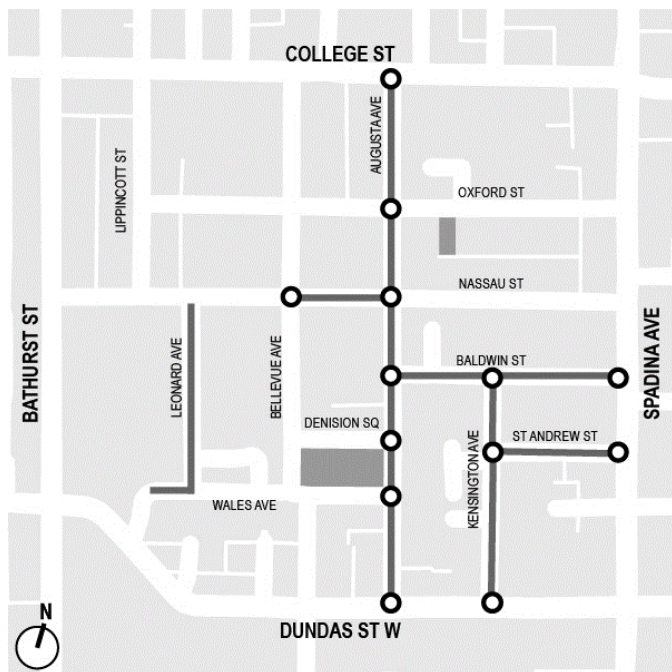 COLLEGE ST
AUGUSTA AVE
LIPPINCOTT ST
OXFORD ST
NASSAU ST
BATHURST ST
LEONARD AVE
BELLEVUE AVE
BALDWIN ST
SPADINA AVE
DENISION SQ
ST ANDREW ST
KENSINGTON AVE
WALES AVE
N
DUNDAS ST W